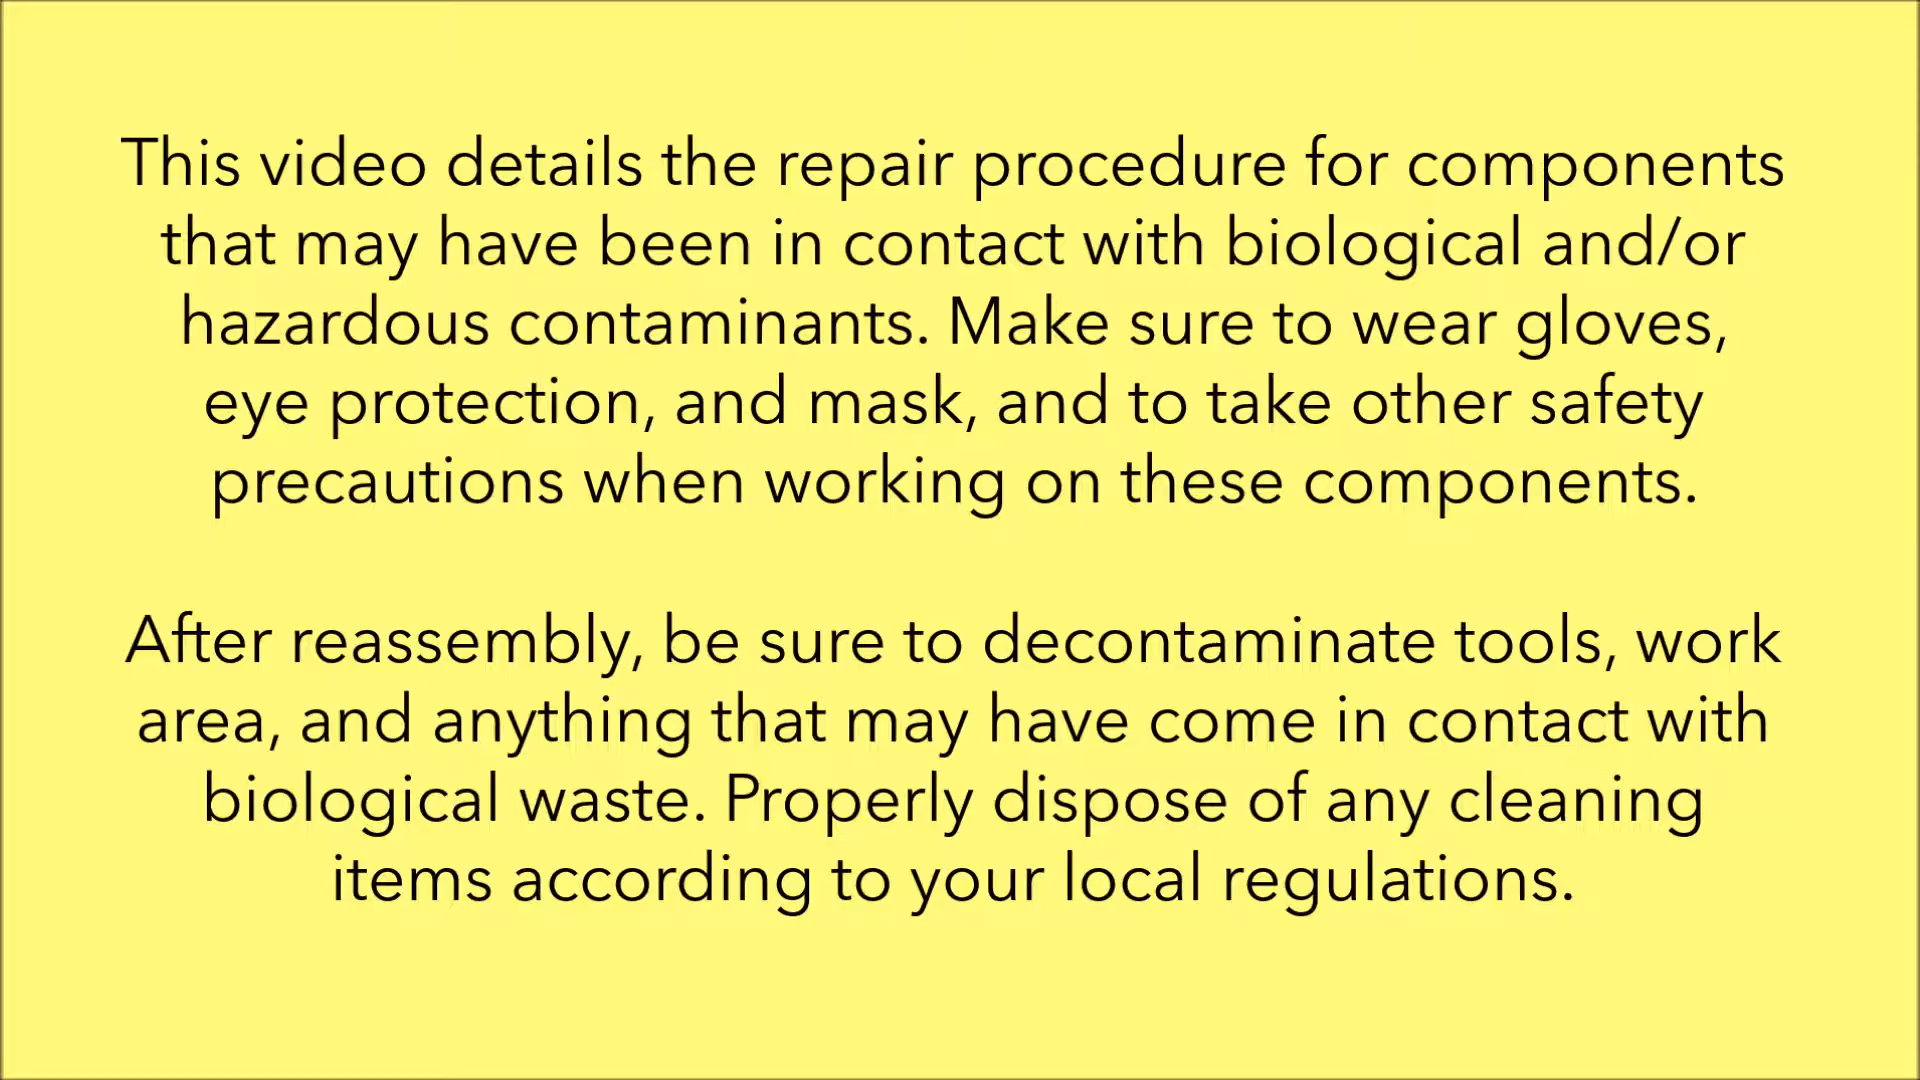 This video details the repair procedure for components
that may have been in contact with biological and/or
hazardous contaminants. Make sure to wear gloves,
eye protection, and mask, and to take other safety
precautions when working on these components.
After reassembly, be sure to decontaminate tools, work
area, and anything that may have come in contact with
biological waste. Properly dispose of any cleaning
items according to your local regulations.